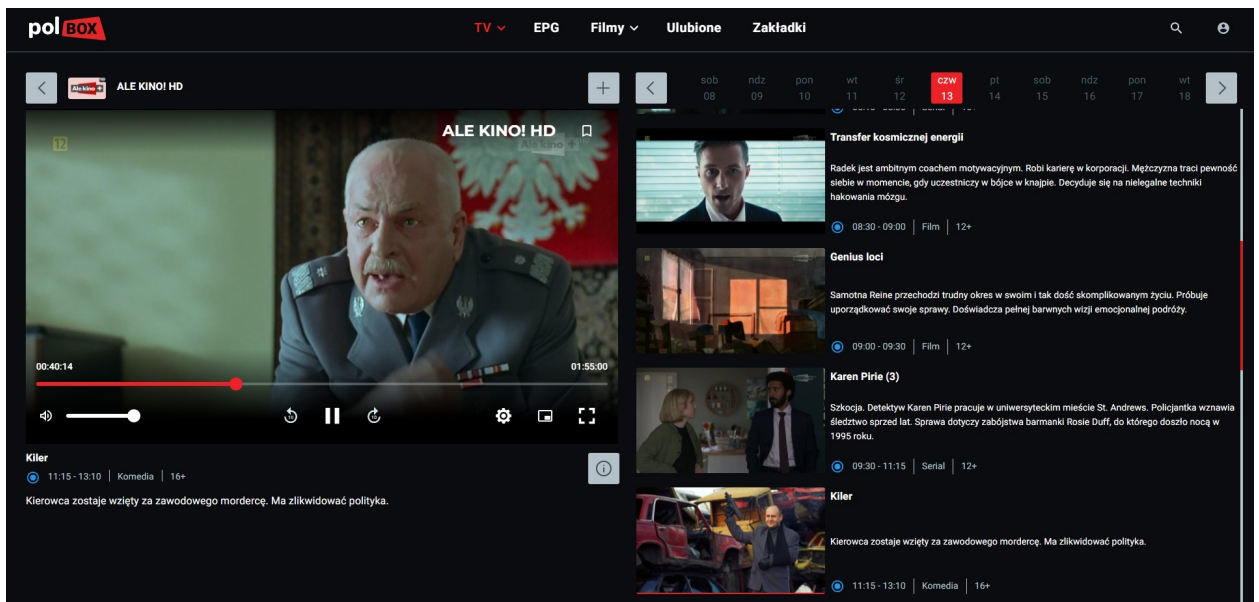 pol BOX
TV
EPG
Filmy
Ulubione
Zakładki
Ale kino+
ALE KINO! HD
sob
08
ndz
09
pon
10
wt
11
śr
12
czw
13
pt
14
sob
15
ndz
16
pon
17
wt
18
12
ALE KINO! HD
Ale kino +
00:40:14
01:55:00
10
10
Kiler
11:15 - 13:10 | Komedia | 16+
Kierowca zostaje wzięty za zawodowego mordercę. Ma zlikwidować polityka.
Transfer kosmicznej energii
Radek jest ambitnym coachem motywacyjnym. Robi karierę w korporacji. Mężczyzna traci pewność
siebie w momencie, gdy uczestniczy w bójce w knajpie. Decyduje się na nielegalne techniki
hakowania mózgu.
08:30 - 09:00 | Film | 12+
Genius loci
Samotna Reine przechodzi trudny okres w swoim i tak dość skomplikowanym życiu. Próbuje
uporządkować swoje sprawy. Doświadcza pełnej barwnych wizji emocjonalnej podróży.
09:00 - 09:30 | Film | 12+
Karen Pirie (3)
Szkocja. Detektyw Karen Pirie pracuje w uniwersyteckim mieście St. Andrews. Policjantka wznawia
śledztwo sprzed lat. Sprawa dotyczy zabójstwa barmanki Rosie Duff, do którego doszło nocą w
1995 roku.
09:30 - 11:15 | Serial | 12+
Kiler
Kierowca zostaje wzięty za zawodowego mordercę. Ma zlikwidować polityka.
11:15 - 13:10 | Komedia | 16+